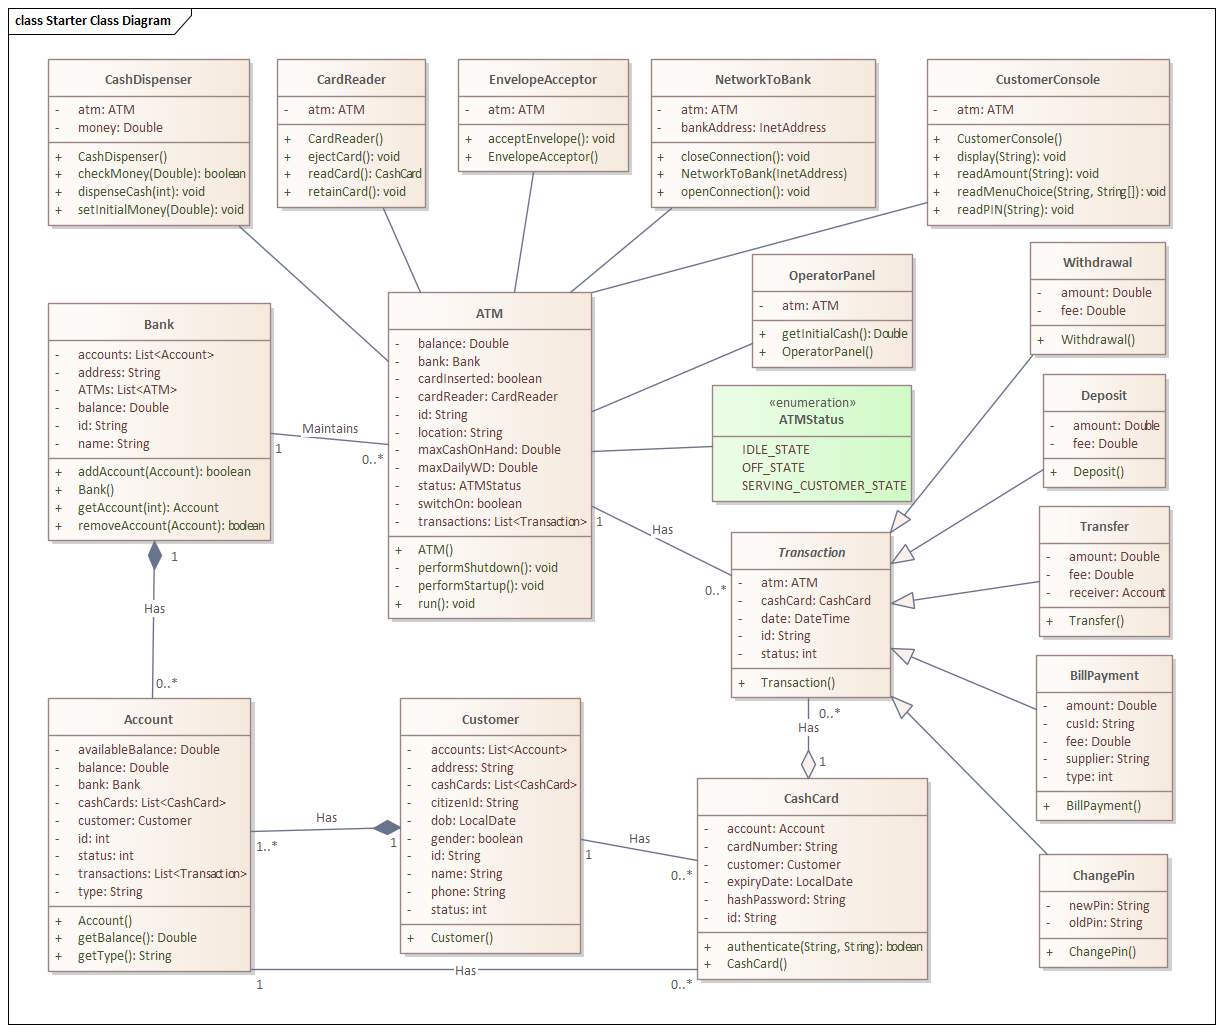 class Starter Class Diagram
CashDispenser
- atm: ATM
- money: Double
+ CashDispenser()
+ checkMoney(Double): boolean
+ dispenseCash(int): void
+ setInitialMoney(Double): void
CardReader
- atm: ATM
+ CardReader()
+ ejectCard(): void
+ readCard(): CashCard
+ retainCard(): void
EnvelopeAcceptor
- atm: ATM
+ acceptEnvelope(): void
+ EnvelopeAcceptor()
NetworkToBank
- atm: ATM
- bankAddress: InetAddress
+ closeConnection(): void
+ NetworkToBank(InetAddress)
+ openConnection(): void
CustomerConsole
- atm: ATM
+ CustomerConsole()
+ display(String): void
+ readAmount(String): void
+ readMenuChoice(String, String[]): void
+ readPIN(String): void
OperatorPanel
- atm: ATM
+ getInitialCash(): Double
+ OperatorPanel()
Withdrawal
- amount: Double
- fee: Double
+ Withdrawal()
Bank
- accounts: List<Account>
- address: String
- ATMs: List<ATM>
- balance: Double
- id: String
- name: String
+ addAccount(Account): boolean
+ Bank()
+ getAccount(int): Account
+ removeAccount(Account): boolean
Maintains
1
0..*
ATM
- balance: Double
- bank: Bank
- cardInserted: boolean
- cardReader: CardReader
- id: String
- location: String
- maxCashOnHand: Double
- maxDailyWD: Double
- status: ATMStatus
- switchOn: boolean
- transactions: List<Transaction>
+ ATM()
- performShutdown(): void
- performStartup(): void
+ run(): void
«enumeration»
ATMStatus
IDLE_STATE
OFF_STATE
SERVING_CUSTOMER_STATE
Deposit
- amount: Double
- fee: Double
+ Deposit()
1
Has
0..*
Transaction
- atm: ATM
- cashCard: CashCard
- date: DateTime
- id: String
- status: int
+ Transaction()
Transfer
- amount: Double
- fee: Double
- receiver: Account
+ Transfer()
1
Has
0..*
BillPayment
- amount: Double
- cusId: String
- fee: Double
- supplier: String
- type: int
+ BillPayment()
0..*
Has
1
Account
- availableBalance: Double
- balance: Double
- bank: Bank
- cashCards: List<CashCard>
- customer: Customer
- id: int
- status: int
- transactions: List<Transaction>
- type: String
+ Account()
+ getBalance(): Double
+ getType(): String
Has
1..*
1
Customer
- accounts: List<Account>
- address: String
- cashCards: List<CashCard>
- citizenId: String
- dob: LocalDate
- gender: boolean
- id: String
- name: String
- phone: String
- status: int
+ Customer()
Has
1
0..*
CashCard
- account: Account
- cardNumber: String
- customer: Customer
- expiryDate: LocalDate
- hashPassword: String
- id: String
+ authenticate(String, String): boolean
+ CashCard()
ChangePin
- newPin: String
- oldPin: String
+ ChangePin()
Has
1
0..*